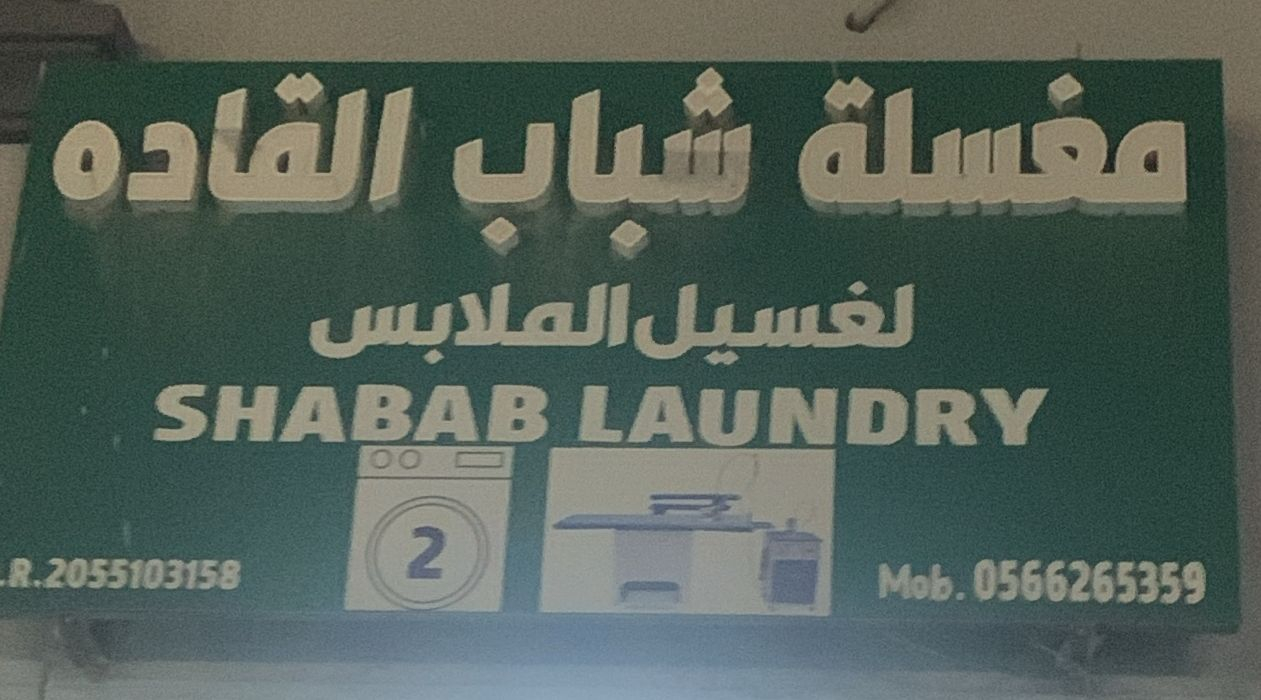 مغسلة شباب القاده
لغسيل الملابس
SHABAB LAUNDRY
2
.R.2055103158
Mob. 0566265359